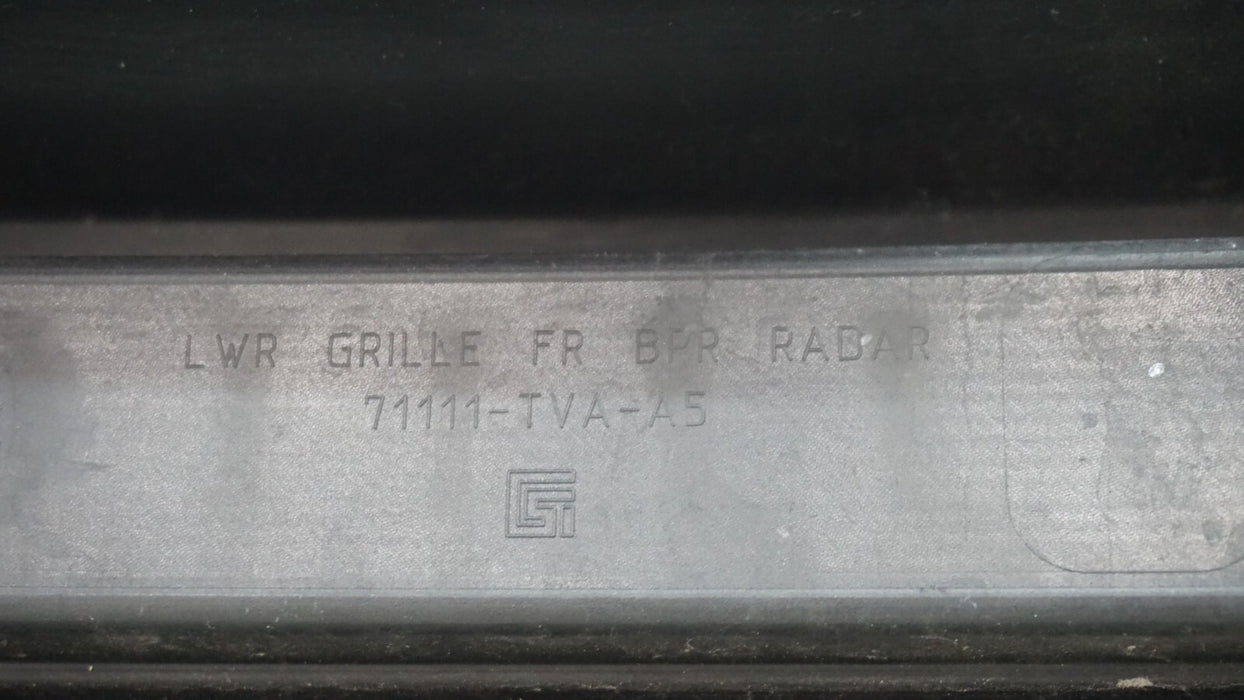 LWR GRILLE FR BPR RADAR
71111-TVA-A5